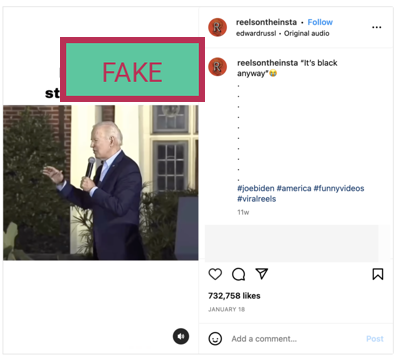 FAKE
st
reelsontheinsta • Follow
edwardrussl • Original audio
reelsontheinsta "It's black
anyway"😂
.
.
.
.
.
.
.
.
#joebiden #america #funnyvideos
#viralreels
11w
732,758 likes
JANUARY 18
Add a comment...
Post